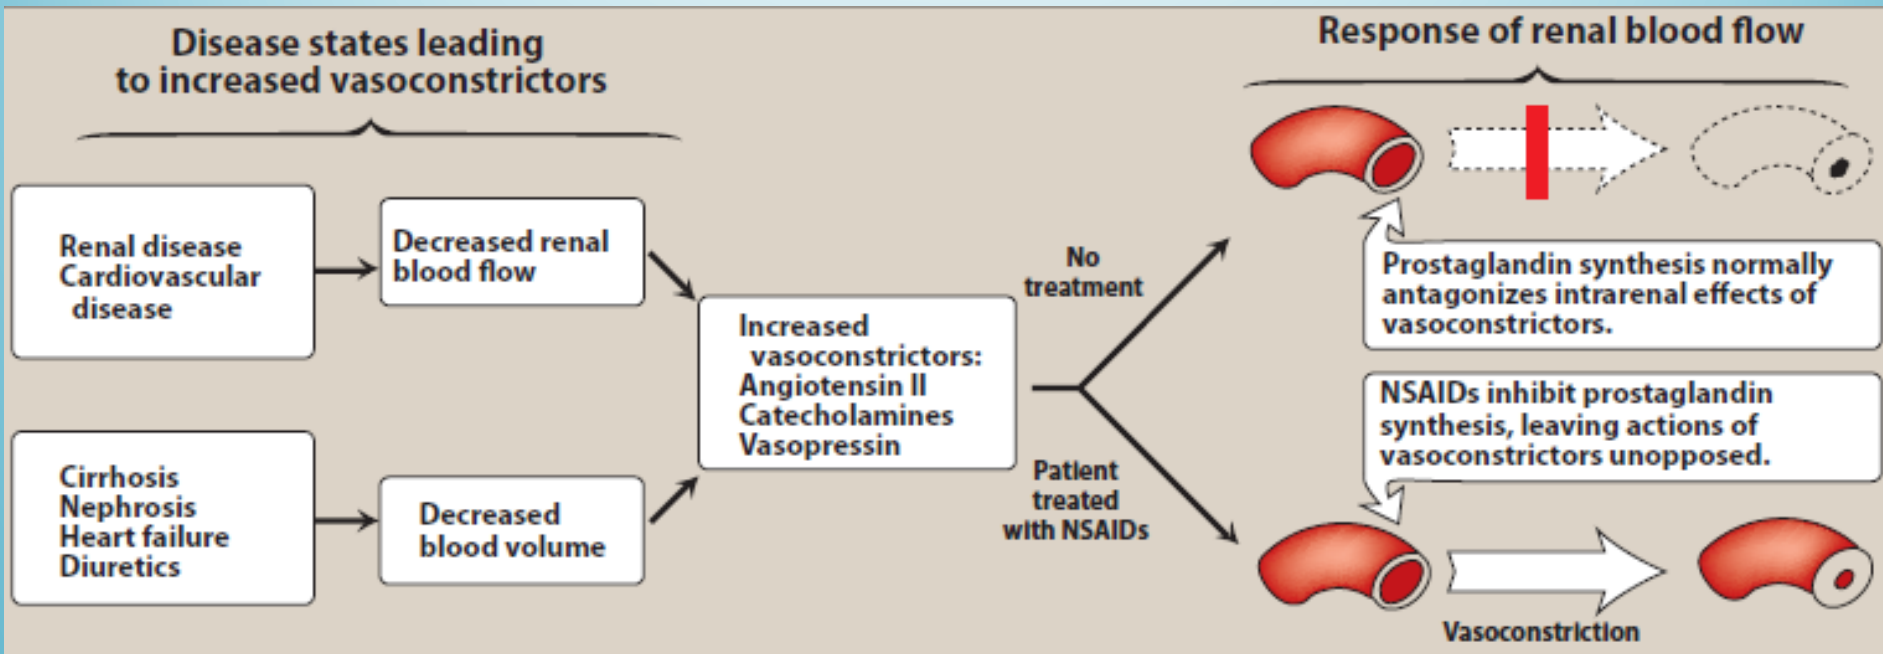 Disease states leading
to increased vasoconstrictors
Response of renal blood flow
Renal disease
Cardiovascular
disease
Decreased renal
blood flow
Cirrhosis
Nephrosis
Heart failure
Diuretics
Decreased
blood volume
Increased
vasoconstrictors:
Angiotensin II
Catecholamines
Vasopressin
No
treatment
Patient
treated
with NSAIDs
Prostaglandin synthesis normally
antagonizes intrarenal effects of
vasoconstrictors.
NSAIDs inhibit prostaglandin
synthesis, leaving actions of
vasoconstrictors unopposed.
Vasoconstriction